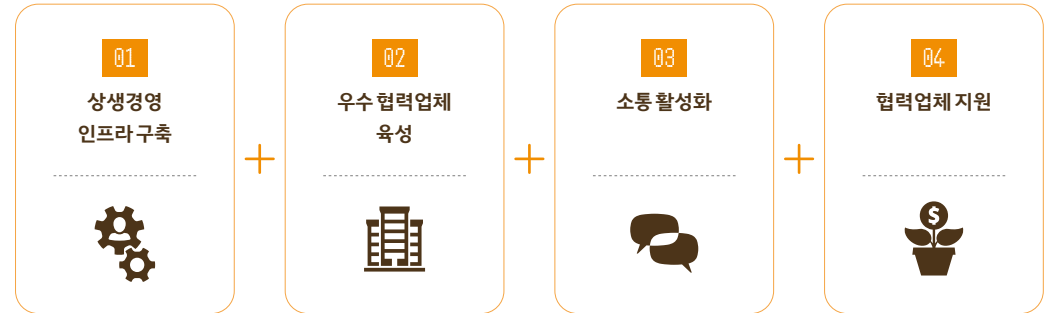 01
상생경영
인프라 구축
02
우수 협력업체
육성
03
소통 활성화
04
협력업체 지원
$